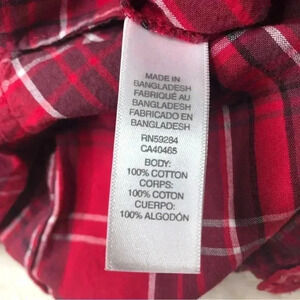 MADE IN
BANGLADESH
FABRIQUÉ AU
BANGLADESH
FABRICADO EN
BANGLADESH
RN59284
CA40465
BODY:
100% COTTON
CORPS:
100% COTON
CUERPO:
100% ALGODÓN